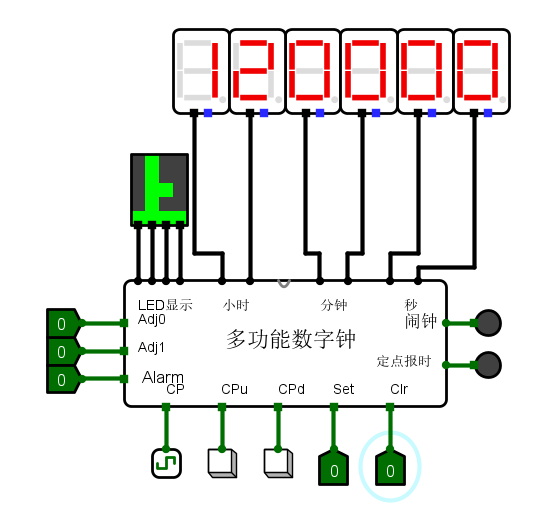 120000
LED显示 小时 分钟 秒
0 Adj0 闹钟
多功能数字钟
0 Adj1
定点报时
0 Alarm
CP CPu CPd Set Clr
0 0